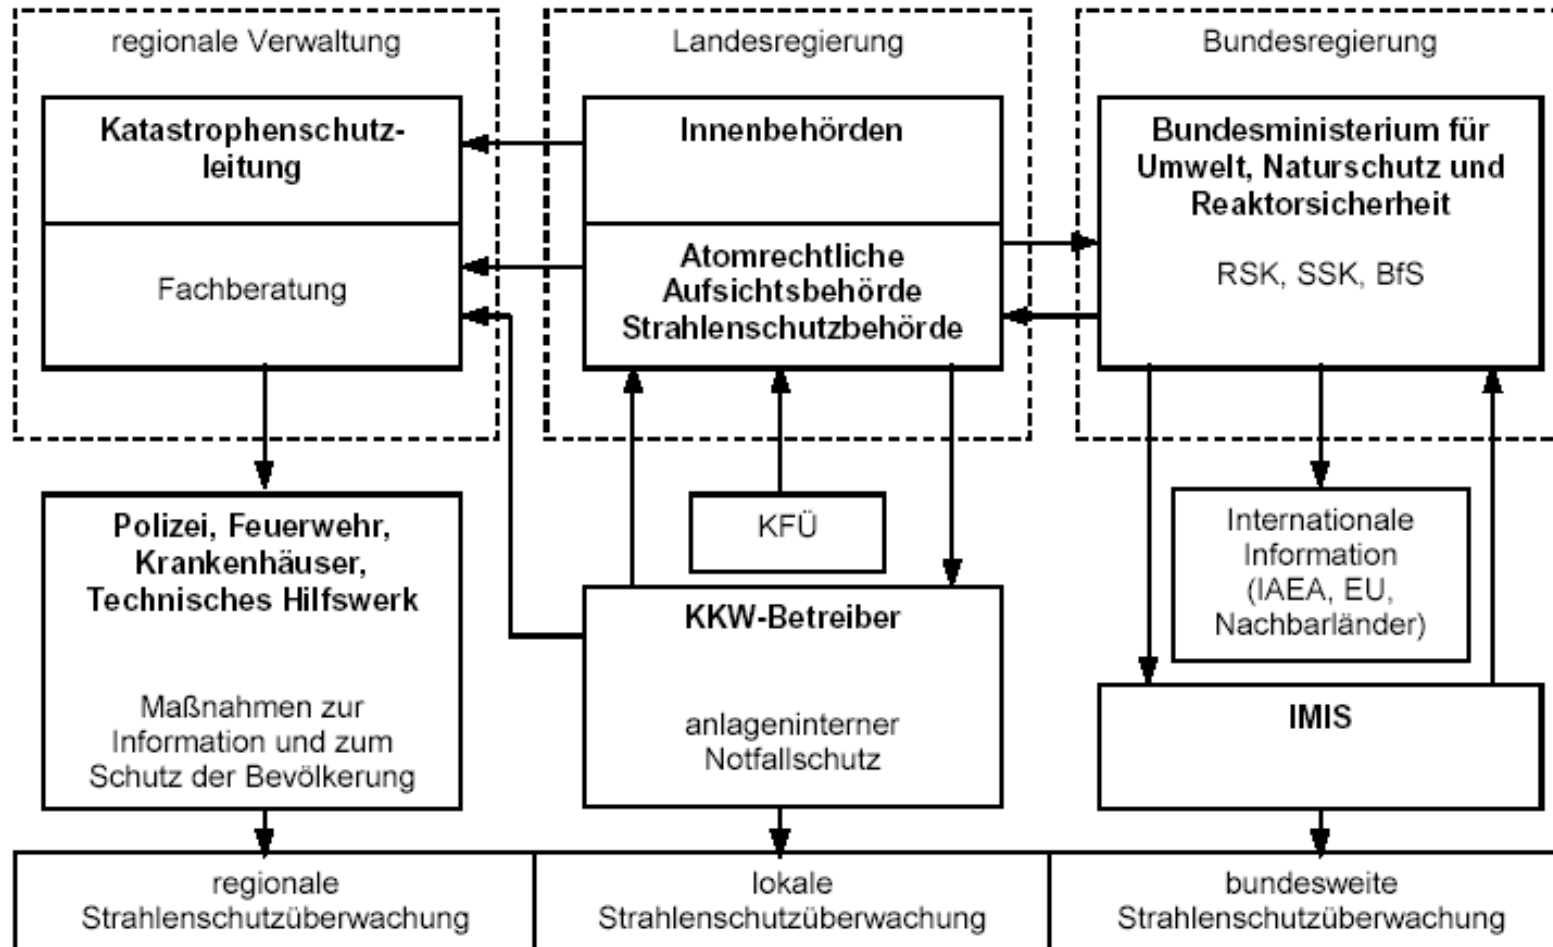 regionale Verwaltung
Katastrophenschutz-
leitung
Fachberatung
Landesregierung
Innenbehörden
Atomrechtliche
Aufsichtsbehörde
Strahlenschutzbehörde
Bundesregierung
Bundesministerium für
Umwelt, Naturschutz und
Reaktorsicherheit
RSK, SSK, BfS
Polizei, Feuerwehr,
Krankenhäuser,
Technisches Hilfswerk
Maßnahmen zur
Information und zum
Schutz der Bevölkerung
KFÜ
KKW-Betreiber
anlageninterner
Notfallschutz
Internationale
Information
(IAEA, EU,
Nachbarländer)
IMIS
regionale
Strahlenschutzüberwachung
lokale
Strahlenschutzüberwachung
bundesweite
Strahlenschutzüberwachung